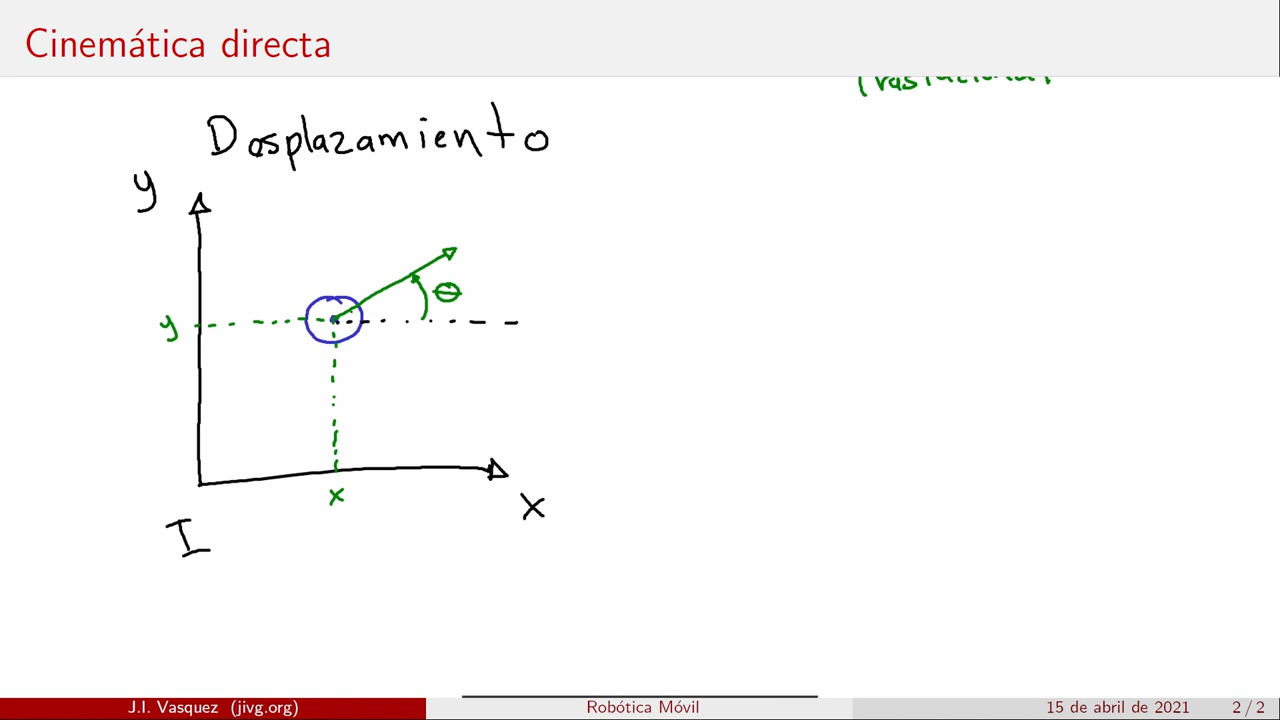 Cinemática directa
Desplazamiento
y
θ
y
x
x
I
J.I. Vasquez (jivg.org)
Robótica Móvil
15 de abril de 2021
2 / 2